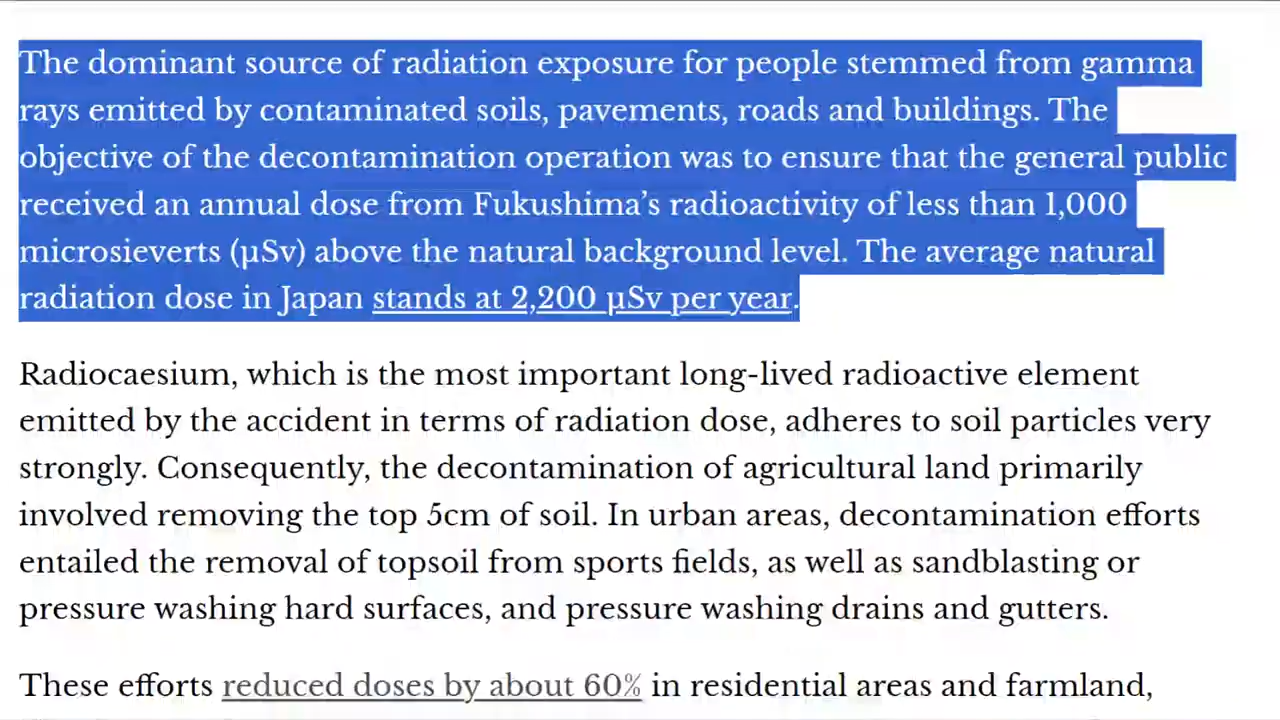 The dominant source of radiation exposure for people stemmed from gamma
rays emitted by contaminated soils, pavements, roads and buildings. The
objective of the decontamination operation was to ensure that the general public
received an annual dose from Fukushima’s radioactivity of less than 1,000
microsieverts (µSv) above the natural background level. The average natural
radiation dose in Japan stands at 2,200 µSv per year.
Radiocaesium, which is the most important long-lived radioactive element
emitted by the accident in terms of radiation dose, adheres to soil particles very
strongly. Consequently, the decontamination of agricultural land primarily
involved removing the top 5cm of soil. In urban areas, decontamination efforts
entailed the removal of topsoil from sports fields, as well as sandblasting or
pressure washing hard surfaces, and pressure washing drains and gutters.
These efforts reduced doses by about 60% in residential areas and farmland,